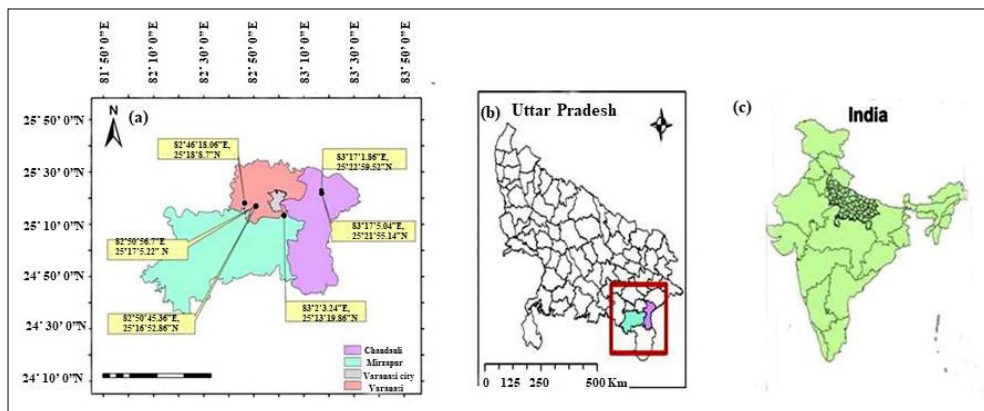 81° 50' 0"E
82° 10' 0"E
82° 30' 0"E
82° 50' 0"E
83° 10' 0"E
83° 50' 0"E
N
(a)
25° 50' 0"N
25° 30' 0"N
25° 10' 0"N
24° 50' 0"N
24° 30' 0"N
24° 10' 0"N
82°46'18.06"E,
25°18'8.7"N
83°17'1.86"E,
25°22'59.52"N
83°17'5.04"E,
25°21'55.14"N
82°50'56.7"E
25°17'5.22" N
82°50'45.36"E,
25°16'52.86"N
83°2'3.24"E,
25°13'19.86"N
Chandauli
Mirzapur
Varanasi city
Varanasi
(b)
Uttar Pradesh
0 125 250 500 Km
(c)
India